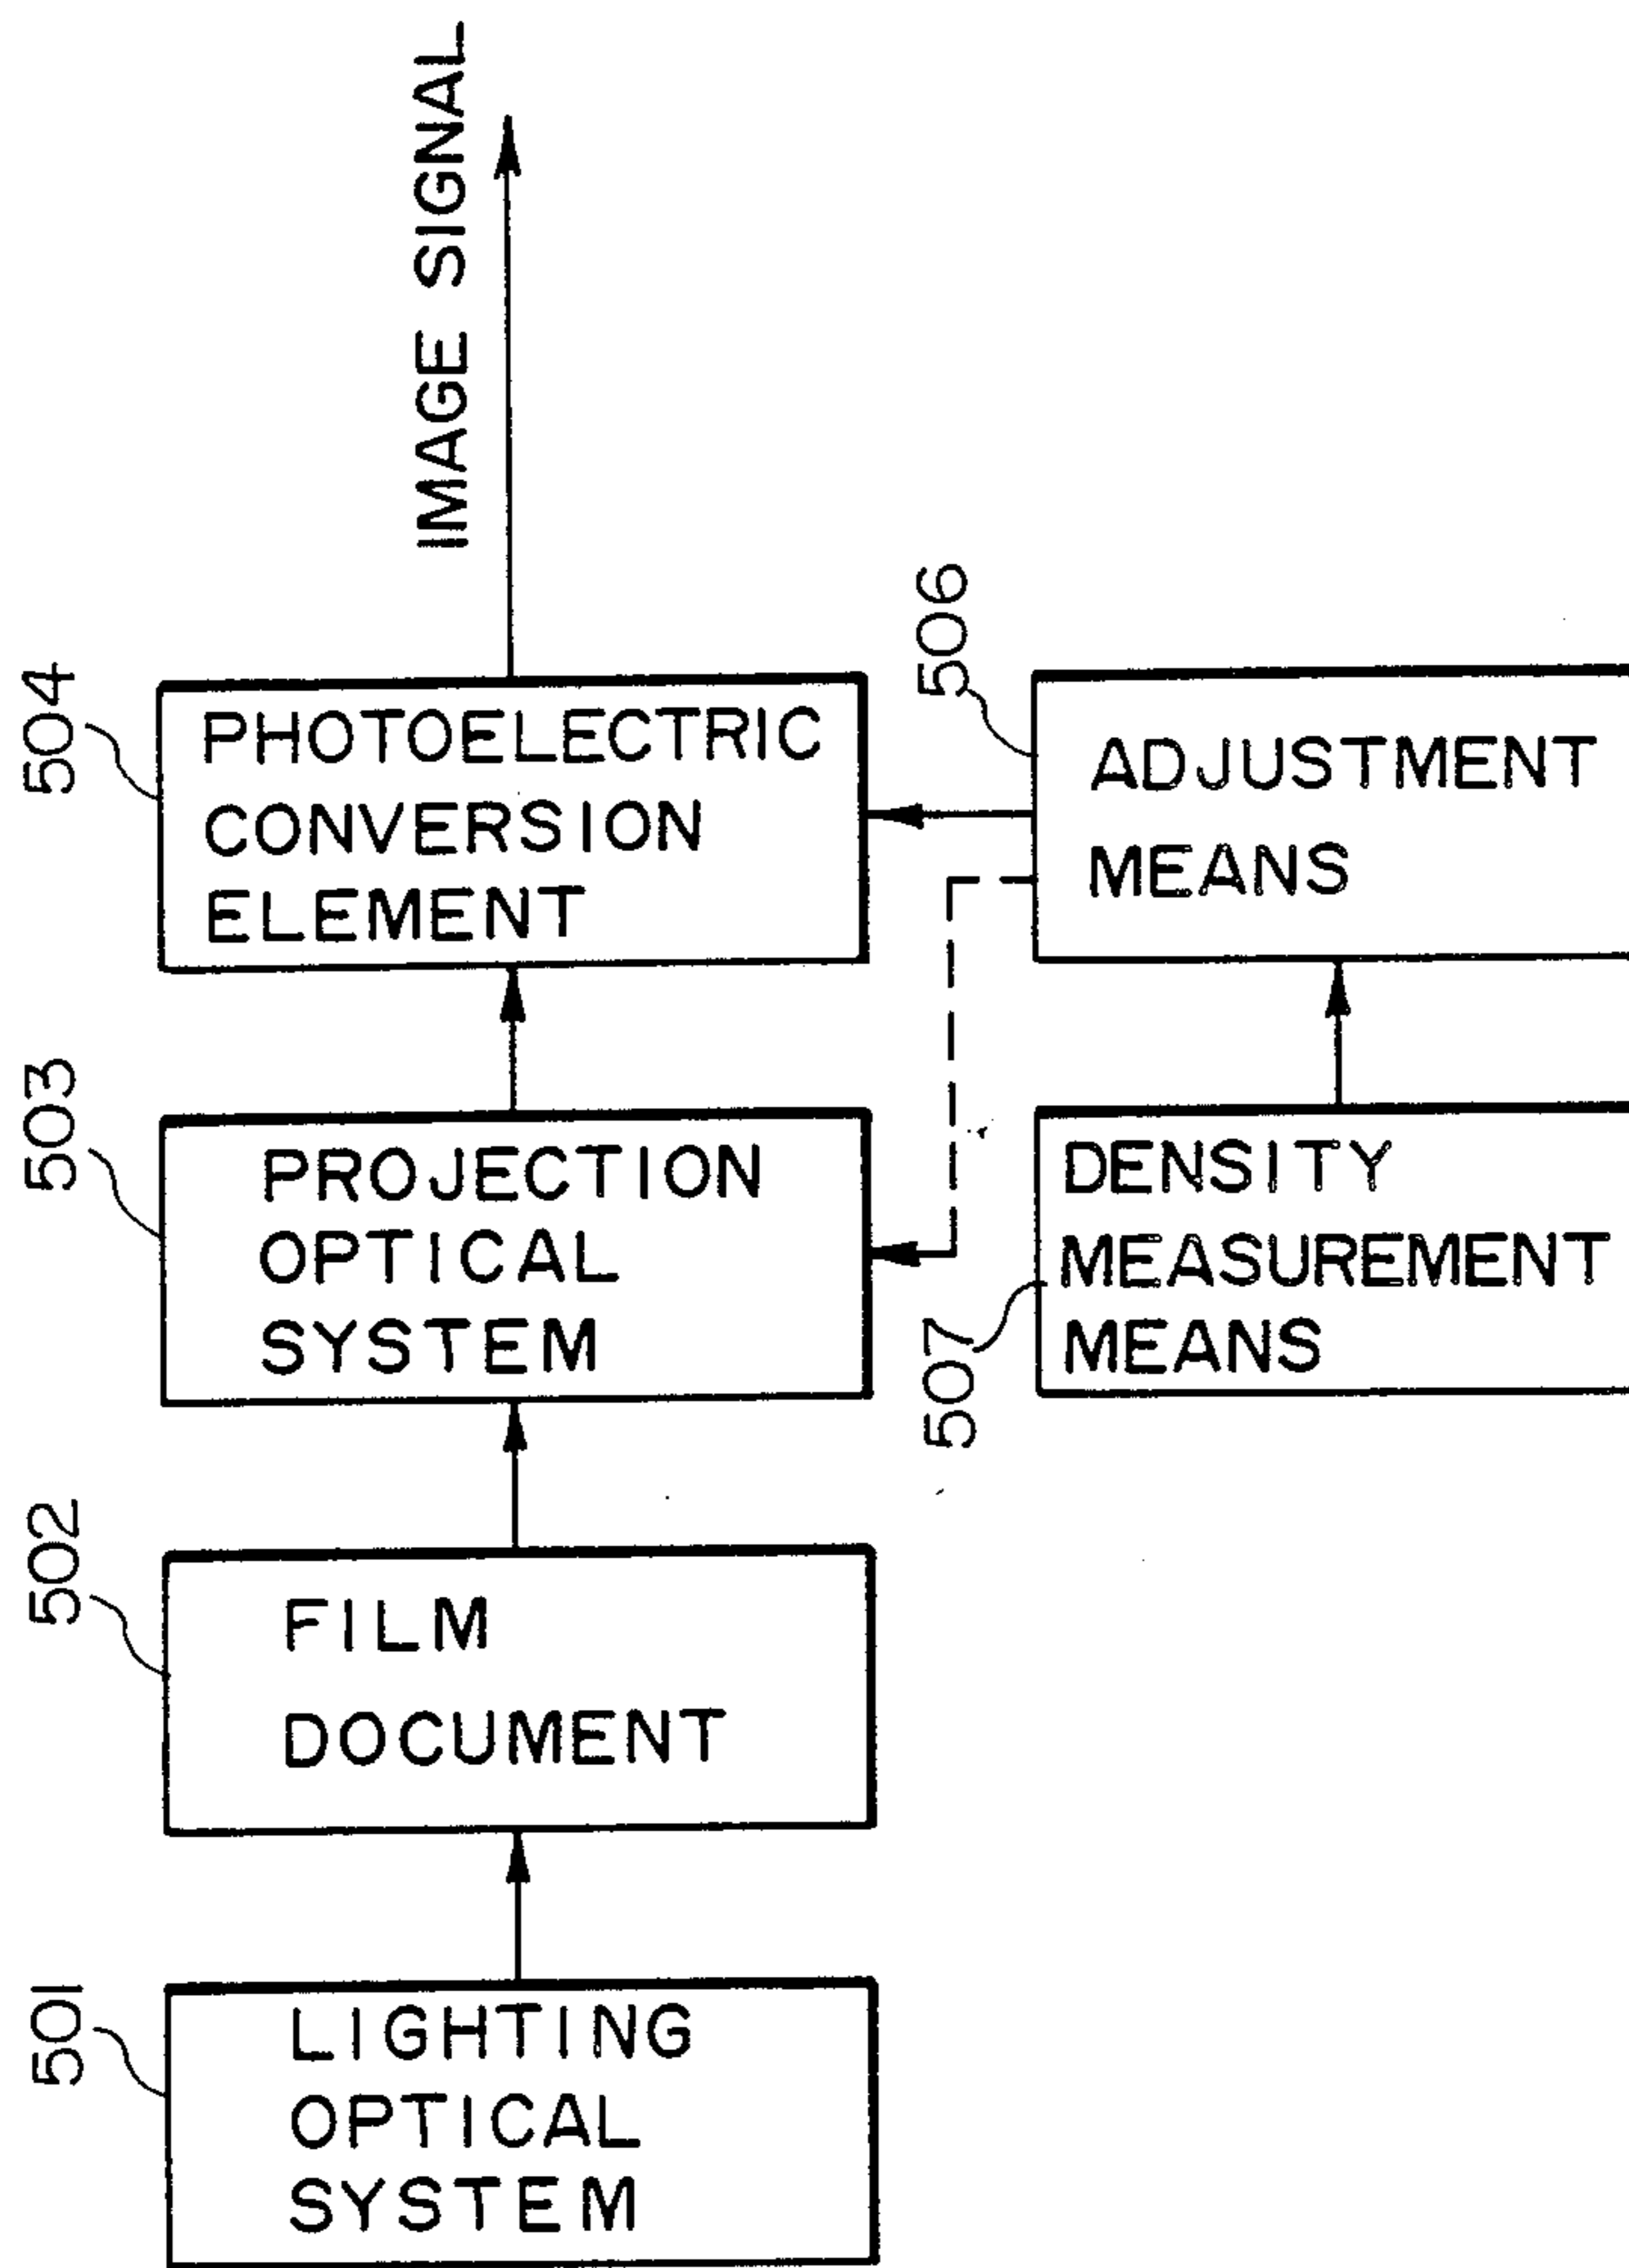 504
PHOTOELECTRIC
CONVERSION
ELEMENT
IMAGE SIGNAL
503
PROJECTION
OPTICAL
SYSTEM
502
FILM
DOCUMENT
501
LIGHTING
OPTICAL
SYSTEM
506
ADJUSTMENT
MEANS
507
DENSITY
MEASUREMENT
MEANS